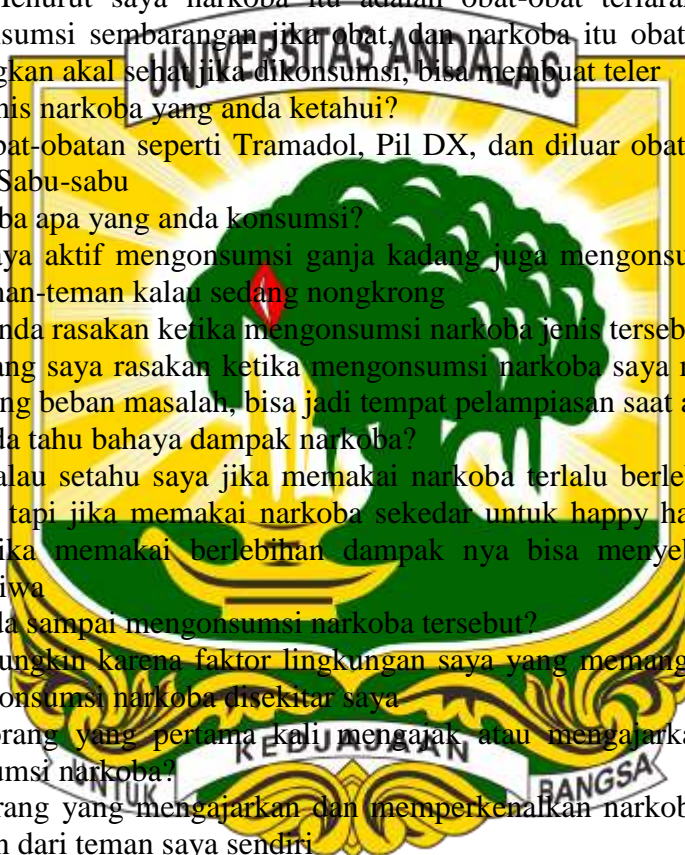 Menurut saya narkoba itu adalah obat-obat terlaran
nsumsi sembarangan jika obat, dan narkoba itu obat
UNIVERSITAS ANDALAS
gkan akal sehat jika dikonsumsi, bisa membuat teler
nis narkoba yang anda ketahui?
bat-obatan seperti Tramadol, Pil DX, dan diluar obat
Sabu-sabu
ba apa yang anda konsumsi?
aya aktif mengonsumsi ganja kadang juga mengonsu
nan-teman kalau sedang nongkrong
nda rasakan ketika mengonsumsi narkoba jenis terseb
ang saya rasakan ketika mengonsumsi narkoba saya
ng beban masalah, bisa jadi tempat pelampiasan saat a
da tahu bahaya dampak narkoba?
alau setahu saya jika memakai narkoba terlalu berleb
tapi jika memakai narkoba sekedar untuk happy ha
ika memakai berlebihan dampak nya bisa menye
iwa
da sampai mengonsumsi narkoba tersebut?
ungkin karena faktor lingkungan saya yang memang
onsumsi narkoba disekitar saya
orang yang pertama kali mengajak atau mengajarka
KEDJAJAAN
umsi narkoba?
UNTUK BANGSA
rang yang mengajarkan dan memperkenalkan narkob
n dari teman saya sendiri